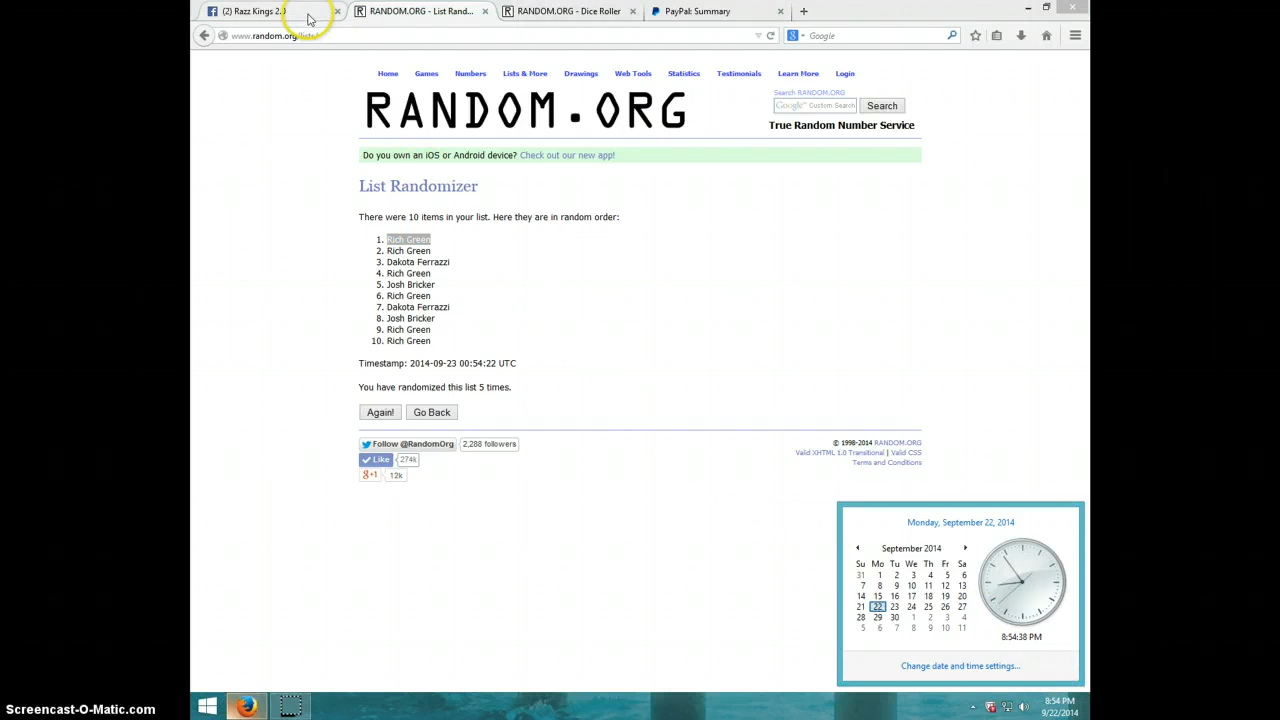 (2) Razz Kings 2.0
RANDOM.ORG - List Rand...
RANDOM.ORG - Dice Roller
PayPal: Summary
www.random.org/lists/
Google
Home Games Numbers Lists & More Drawings Web Tools Statistics Testimonials Learn More Login
RANDOM.ORG
Search RANDOM.ORG
Google™ Custom Search Search
True Random Number Service
Do you own an iOS or Android device? Check out our new app!
List Randomizer
There were 10 items in your list. Here they are in random order:
1. Rich Green
2. Rich Green
3. Dakota Ferrazzi
4. Rich Green
5. Josh Bricker
6. Rich Green
7. Dakota Ferrazzi
8. Josh Bricker
9. Rich Green
10. Rich Green
Timestamp: 2014-09-23 00:54:22 UTC
You have randomized this list 5 times.
Again! Go Back
Follow @RandomOrg 2,288 followers
Like 274k
g+1 12k
© 1998-2014 RANDOM.ORG
Valid XHTML 1.0 Transitional | Valid CSS
Terms and Conditions
Monday, September 22, 2014
September 2014
Su Mo Tu We Th Fr Sa
31 1 2 3 4 5 6
7 8 9 10 11 12 13
14 15 16 17 18 19 20
21 22 23 24 25 26 27
28 29 30 1 2 3 4
5 6 7 8 9 10 11
8:54:38 PM
Change date and time settings...
8:54 PM
9/22/2014
Screencast-O-Matic.com